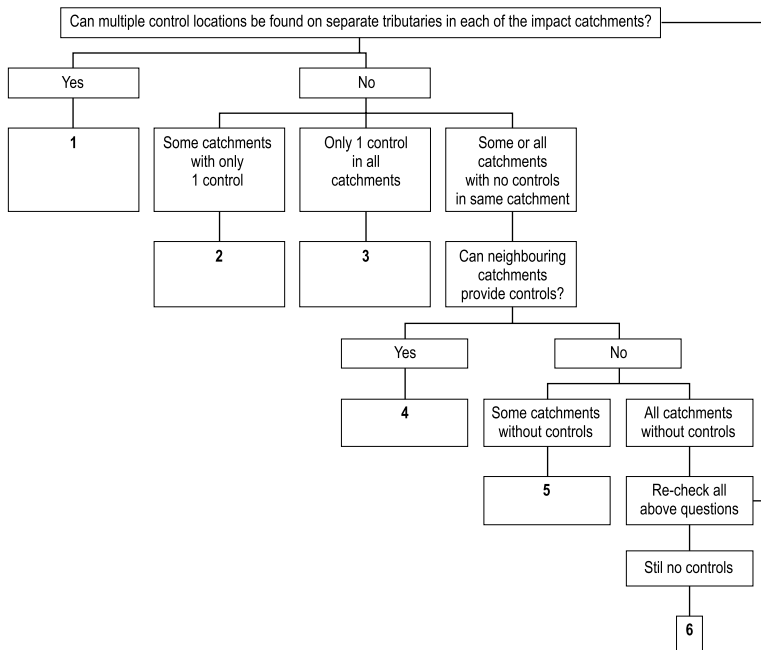 Can multiple control locations be found on separate tributaries in each of the impact catchments?
Yes
No
1
Some catchments
with only
1 control
Only 1 control
in all
catchments
Some or all
catchments
with no controls
in same catchment
2
3
Can neighbouring
catchments
provide controls?
Yes
No
4
Some catchments
without controls
All catchments
without controls
5
Re-check all
above questions
Stil no controls
6